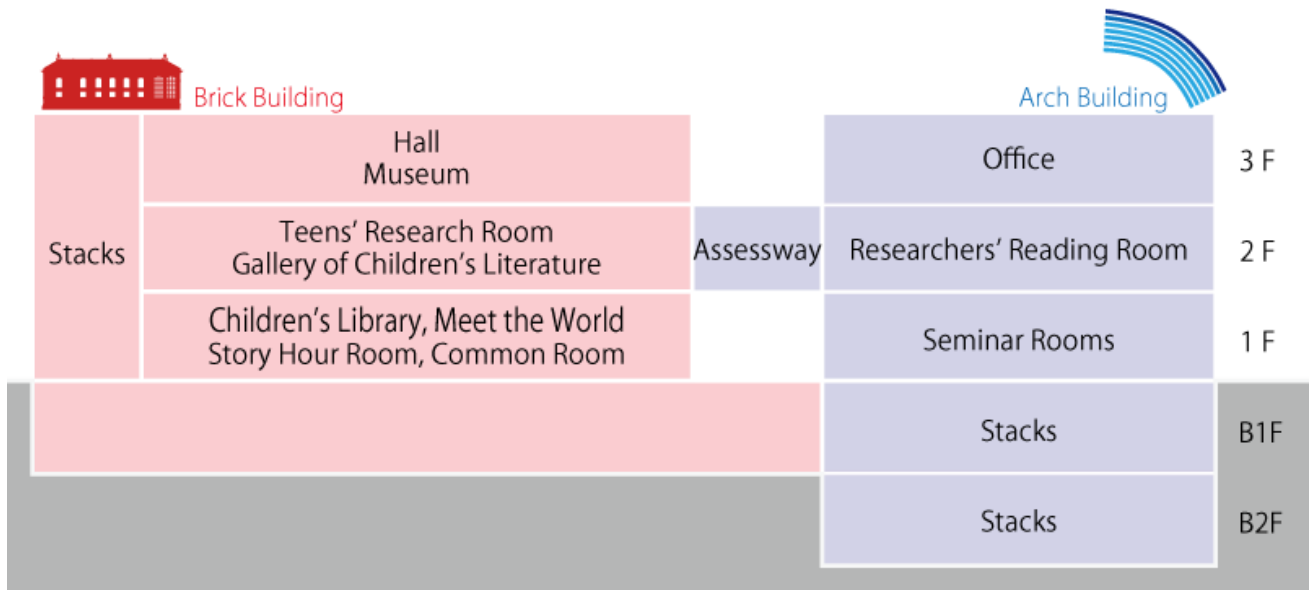 Brick Building
Arch Building
Stacks
Hall
Museum
Office
3 F
Teens’ Research Room
Gallery of Children’s Literature
Assessway
Researchers’ Reading Room
2 F
Children’s Library, Meet the World
Story Hour Room, Common Room
Seminar Rooms
1 F
Stacks
B1F
Stacks
B2F